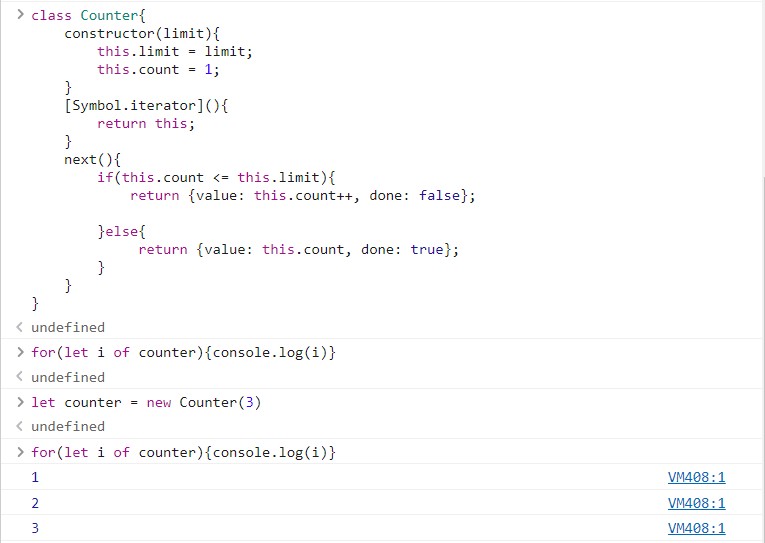 > class Counter{
constructor(limit){
this.limit = limit;
this.count = 1;
}
[Symbol.iterator](){
return this;
}
next(){
if(this.count <= this.limit){
return {value: this.count++, done: false};
}else{
return {value: this.count, done: true};
}
}
}
< undefined
> for(let i of counter){console.log(i)}
< undefined
> let counter = new Counter(3)
< undefined
> for(let i of counter){console.log(i)}
1 VM408:1
2 VM408:1
3 VM408:1